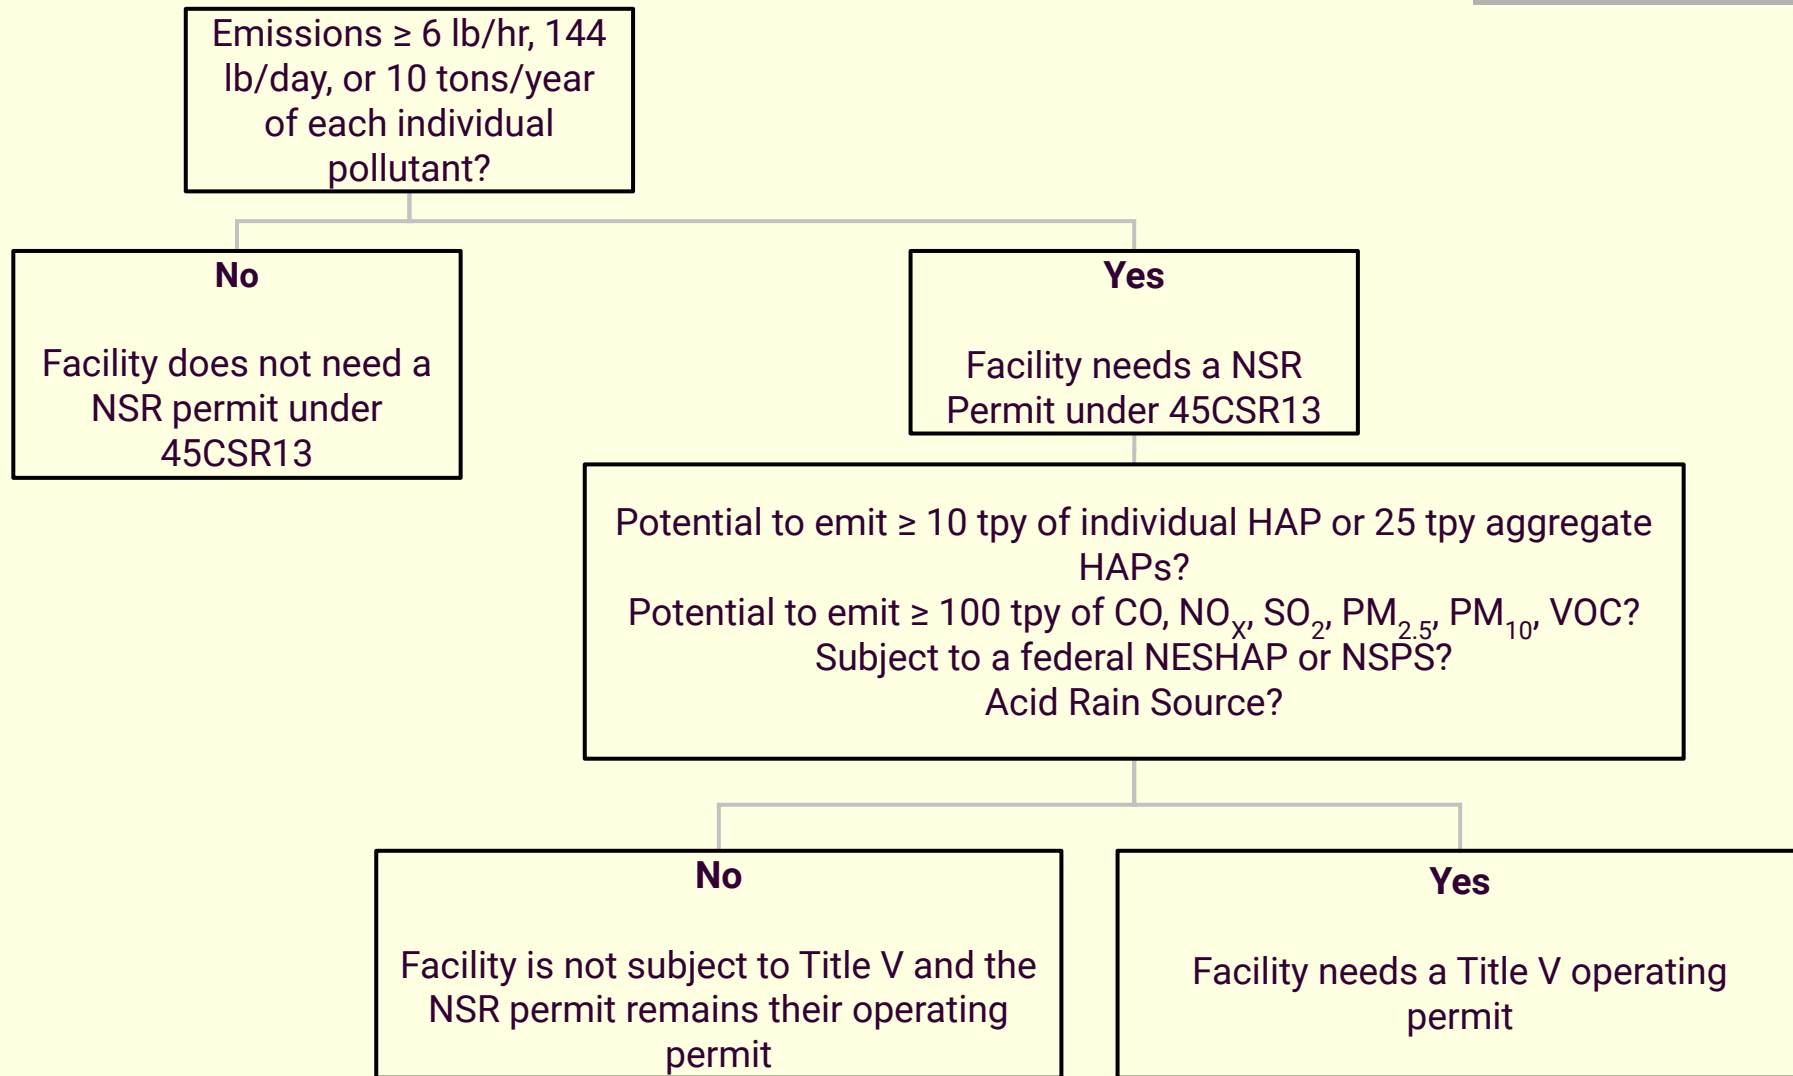 Emissions ≥ 6 lb/hr, 144
lb/day, or 10 tons/year
of each individual
pollutant?
No
Facility does not need a
NSR permit under
45CSR13
Yes
Facility needs a NSR
Permit under 45CSR13
Potential to emit ≥ 10 tpy of individual HAP or 25 tpy aggregate
HAPs?
Potential to emit ≥ 100 tpy of CO, NOX, SO2, PM2.5, PM10, VOC?
Subject to a federal NESHAP or NSPS?
Acid Rain Source?
No
Facility is not subject to Title V and the
NSR permit remains their operating
permit
Yes
Facility needs a Title V operating
permit